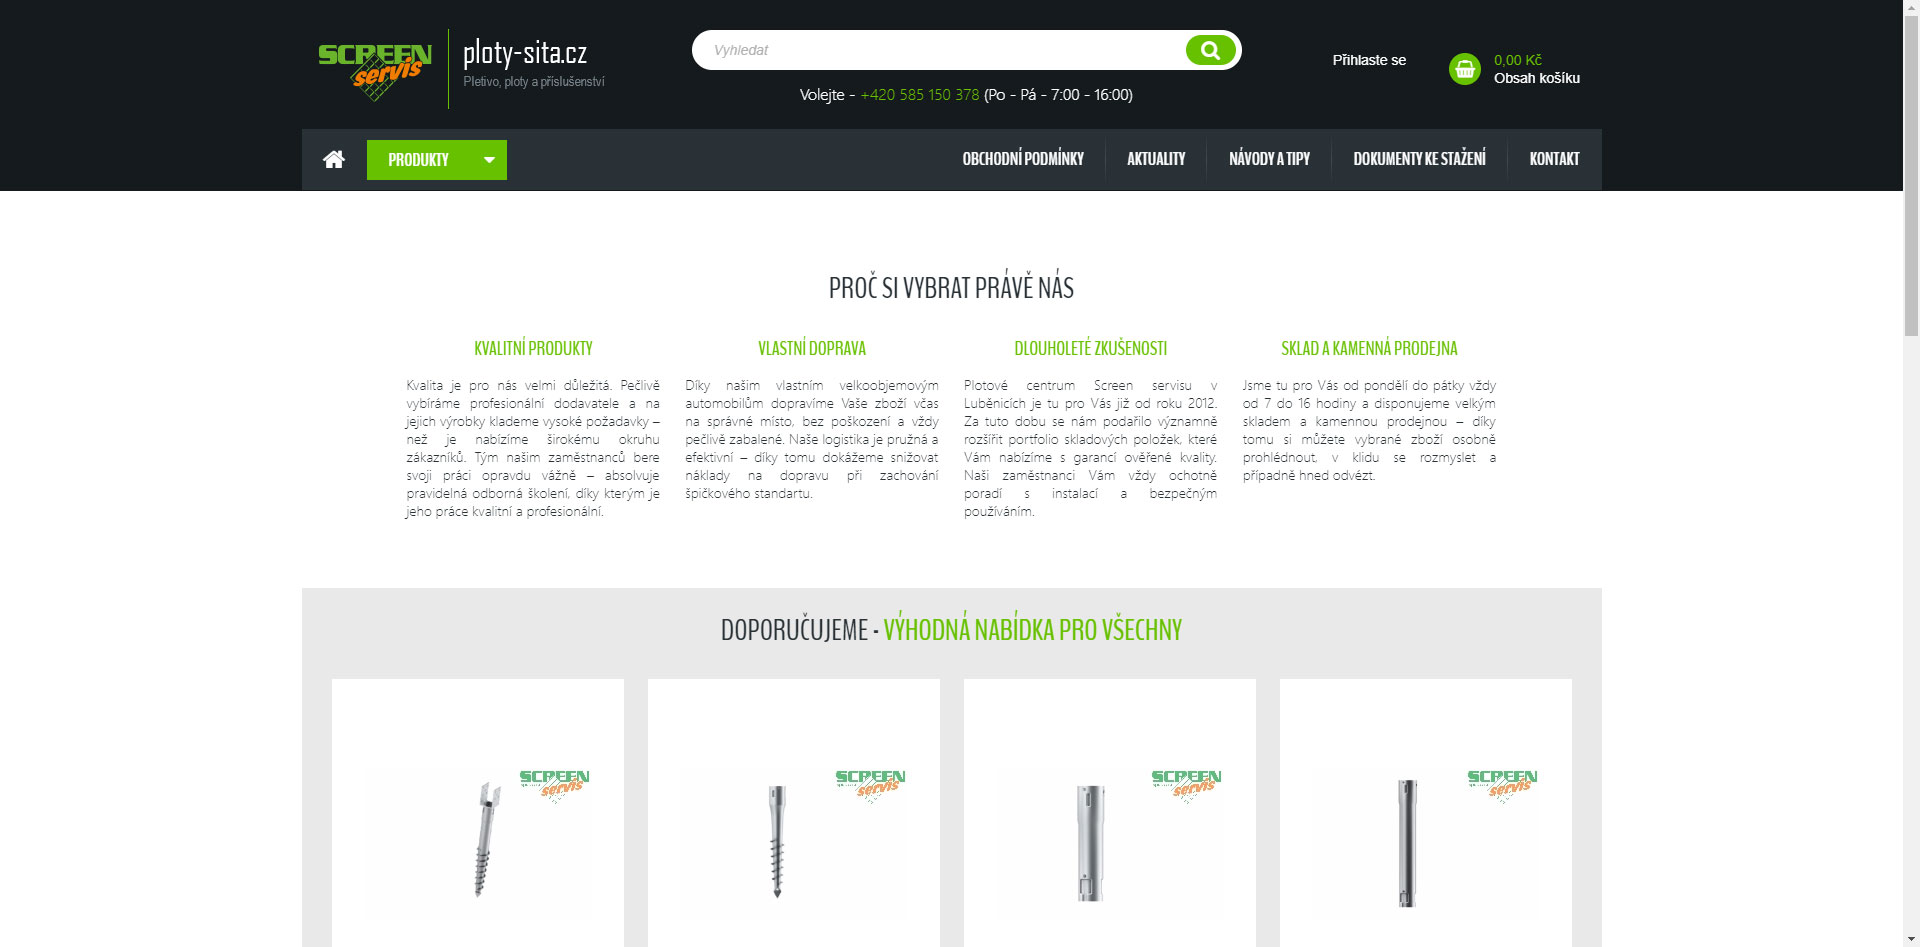 SCREEN
servis
ploty-sita.cz
Pletivo, ploty a příslušenství
Vyhledat
Volejte - +420 585 150 378 (Po - Pá - 7:00 - 16:00)
Přihlaste se
0,00 Kč
Obsah košíku
PRODUKTY
OBCHODNÍ PODMÍNKY
AKTUALITY
NÁVODY A TIPY
DOKUMENTY KE STAŽENÍ
KONTAKT
PROČ SI VYBRAT PRÁVĚ NÁS
KVALITNÍ PRODUKTY
Kvalita je pro nás velmi důležitá. Pečlivě
vybíráme profesionální dodavatele a na
jejich výrobky klademe vysoké požadavky –
než je nabízíme širokému okruhu
zákazníků. Tým našim zaměstnanců bere
svoji práci opravdu vážně – absolvuje
pravidelná odborná školení, díky kterým je
jeho práce kvalitní a profesionální.
VLASTNÍ DOPRAVA
Díky našim vlastním velkoobjemovým
automobilům dopravíme Vaše zboží včas
na správné místo, bez poškození a vždy
pečlivě zabalené. Naše logistika je pružná a
efektivní – díky tomu dokážeme snižovat
náklady na dopravu při zachování
špičkového standartu.
DLOUHOLETÉ ZKUŠENOSTI
Plotové centrum Screen servisu v
Luběnicích je tu pro Vás již od roku 2012.
Za tuto dobu se nám podařilo významně
rozšířit portfolio skladových položek, které
Vám nabízíme s garancí ověřené kvality.
Naši zaměstnanci Vám vždy ochotně
poradí s instalací a bezpečným
používáním.
SKLAD A KAMENNÁ PRODEJNA
Jsme tu pro Vás od pondělí do pátky vždy
od 7 do 16 hodiny a disponujeme velkým
skladem a kamennou prodejnou – díky
tomu si můžete vybrané zboží osobně
prohlédnout, v klidu se rozmyslet a
případně hned odvézt.
DOPORUČUJEME - VÝHODNÁ NABÍDKA PRO VŠECHNY
SCREEN
servis
SCREEN
servis
SCREEN
servis
SCREEN
servis